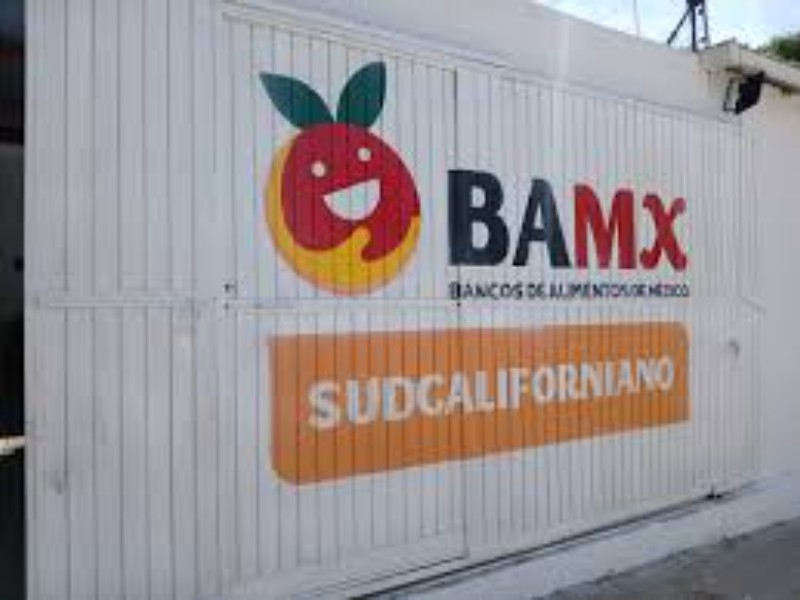 BAMX
BANCOS DE ALIMENTOS DE MÉXICO
SUDCALIFORNIANO